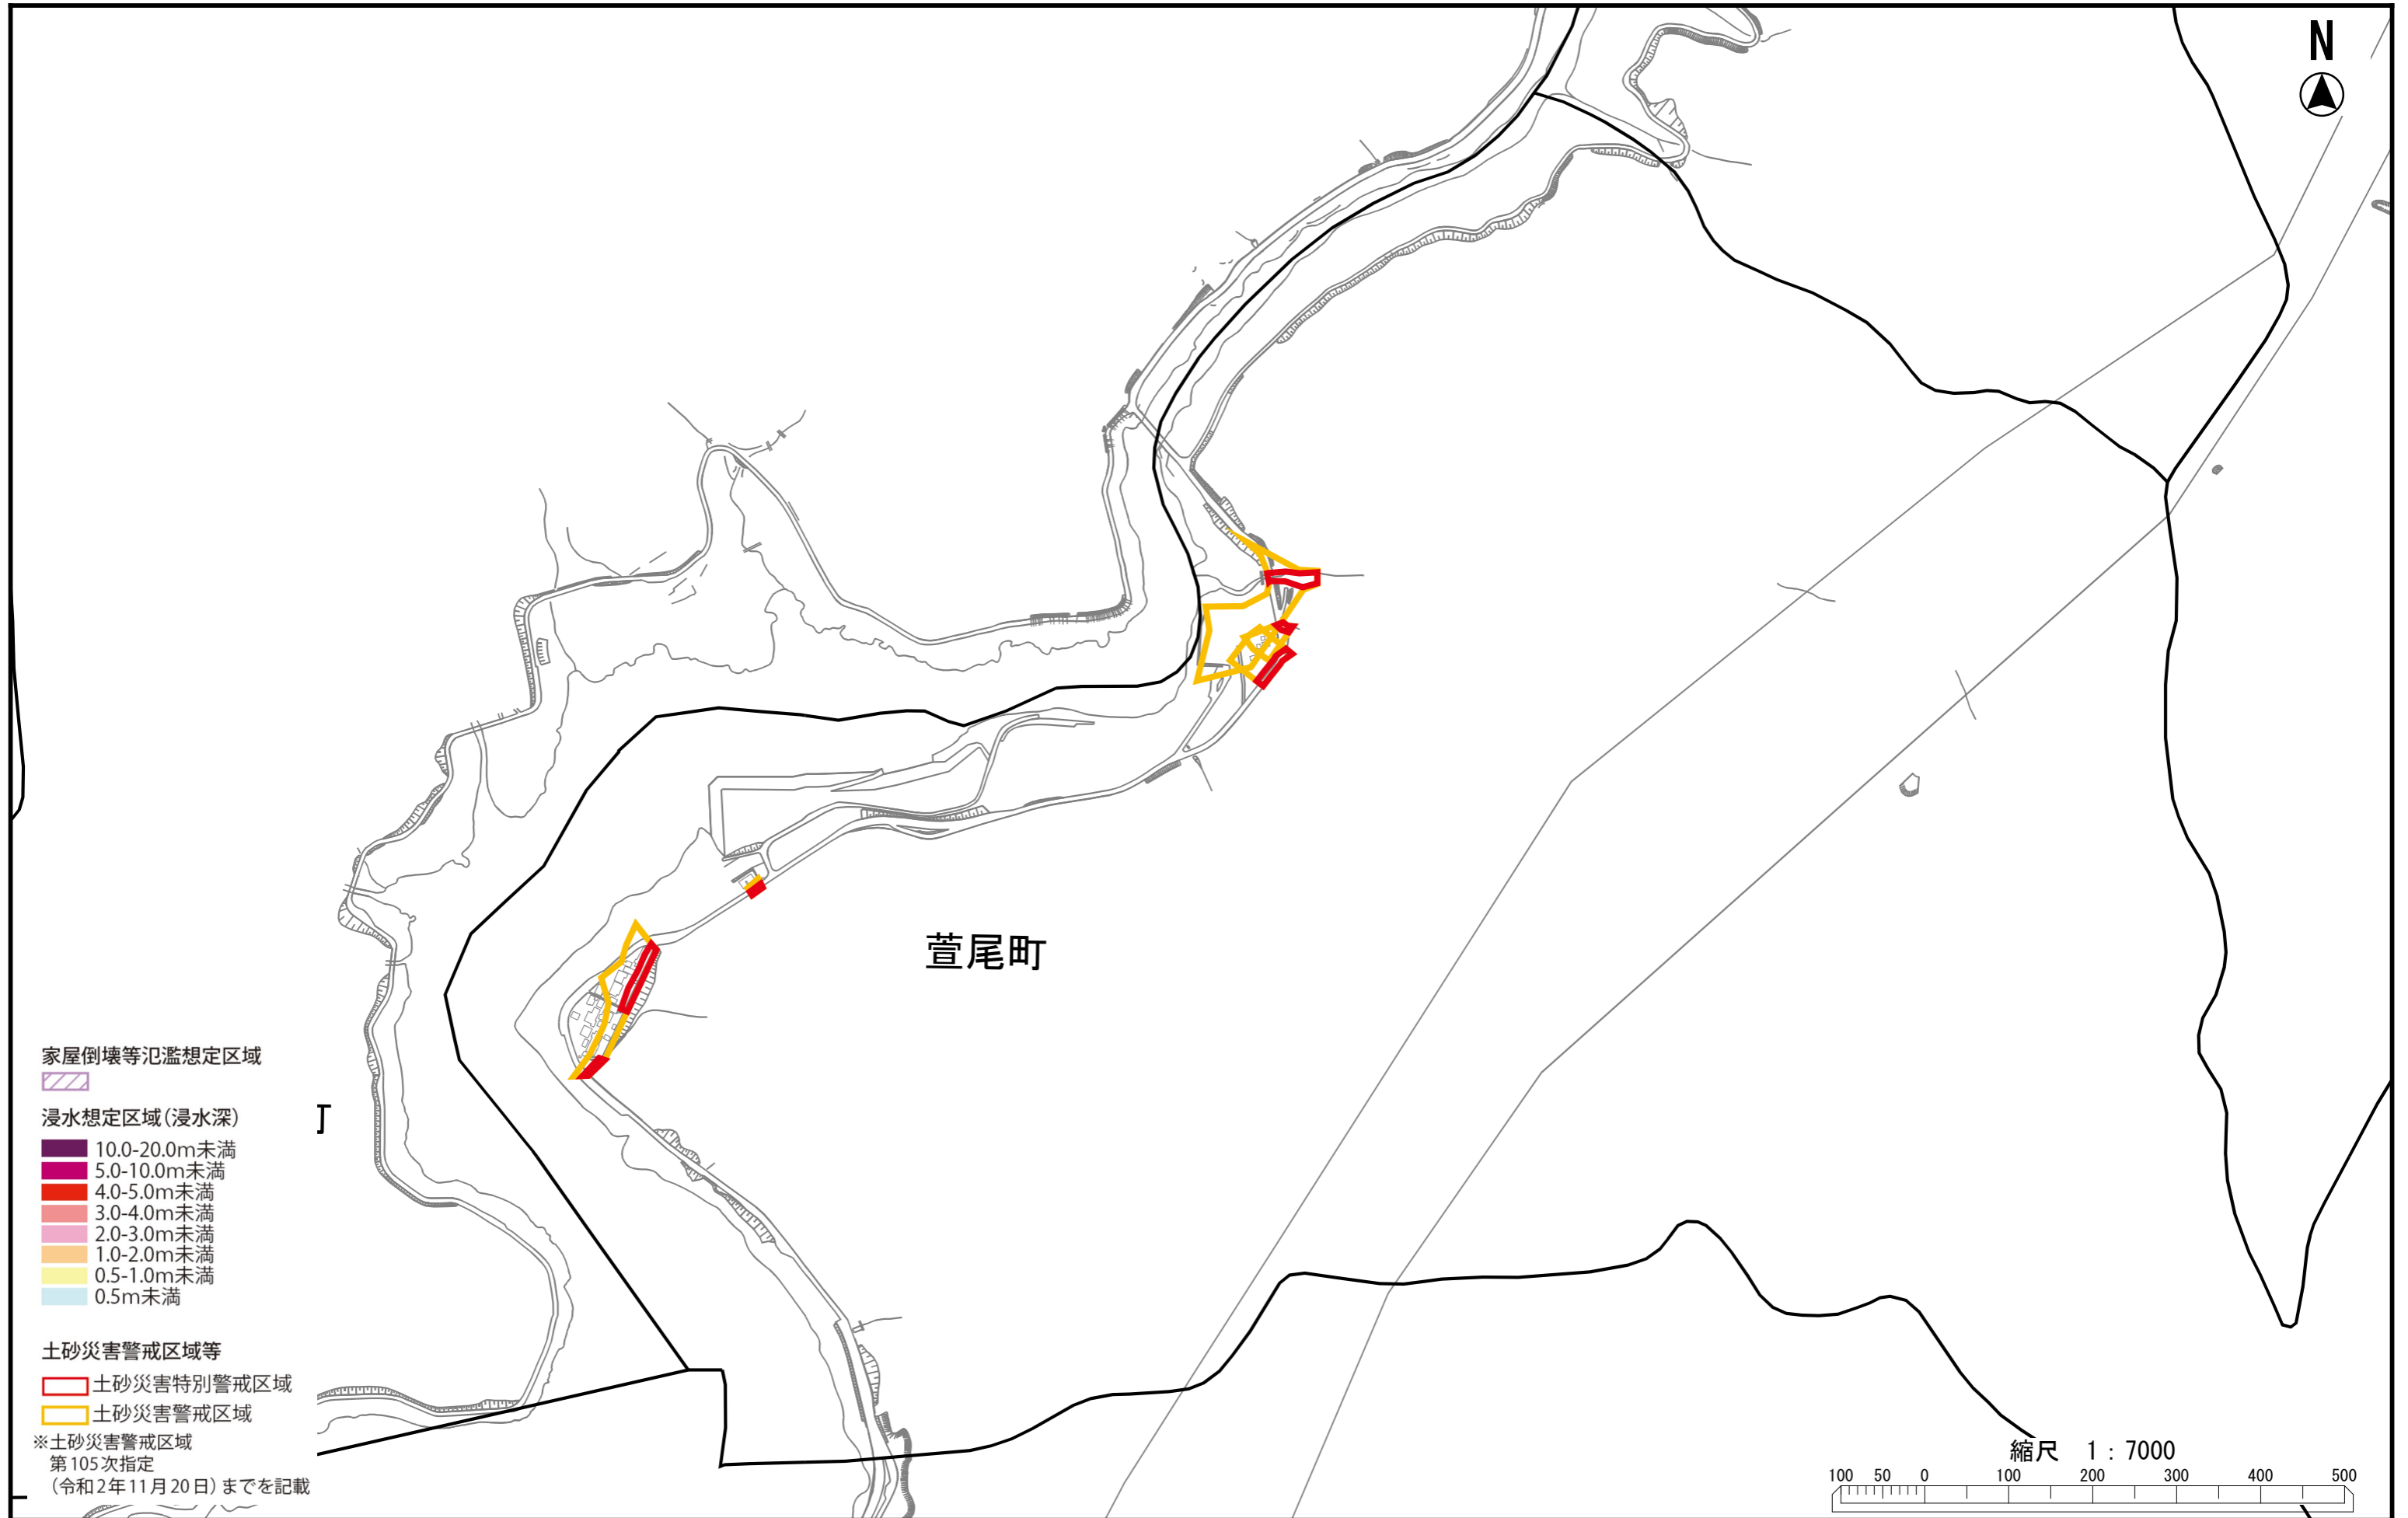 N
萱尾町
家屋倒壊等氾濫想定区域
浸水想定区域(浸水深)
10.0-20.0m未満
5.0-10.0m未満
4.0-5.0m未満
3.0-4.0m未満
2.0-3.0m未満
1.0-2.0m未満
0.5-1.0m未満
0.5m未満
土砂災害警戒区域等
土砂災害特別警戒区域
土砂災害警戒区域
※土砂災害警戒区域
第105次指定
(令和2年11月20日)までを記載
縮尺 1:7000
100 50 0 100 200 300 400 500